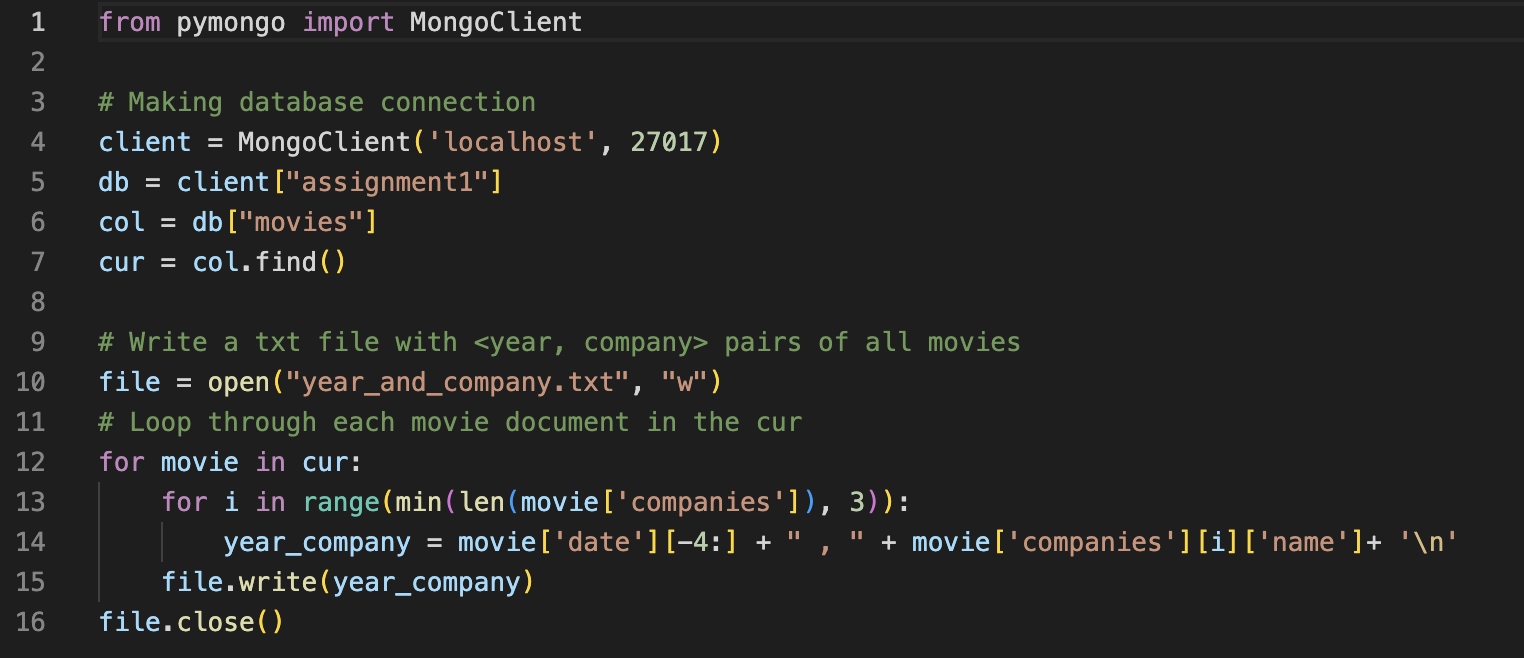 1 from pymongo import MongoClient
2
3 # Making database connection
4 client = MongoClient('localhost', 27017)
5 db = client["assignment1"]
6 col = db["movies"]
7 cur = col.find()
8
9 # Write a txt file with <year, company> pairs of all movies
10 file = open("year_and_company.txt", "w")
11 # Loop through each movie document in the cur
12 for movie in cur:
13     for i in range(min(len(movie['companies']), 3)):
14         year_company = movie['date'][-4:] + " , " + movie['companies'][i]['name']+ '\n'
15     file.write(year_company)
16 file.close()